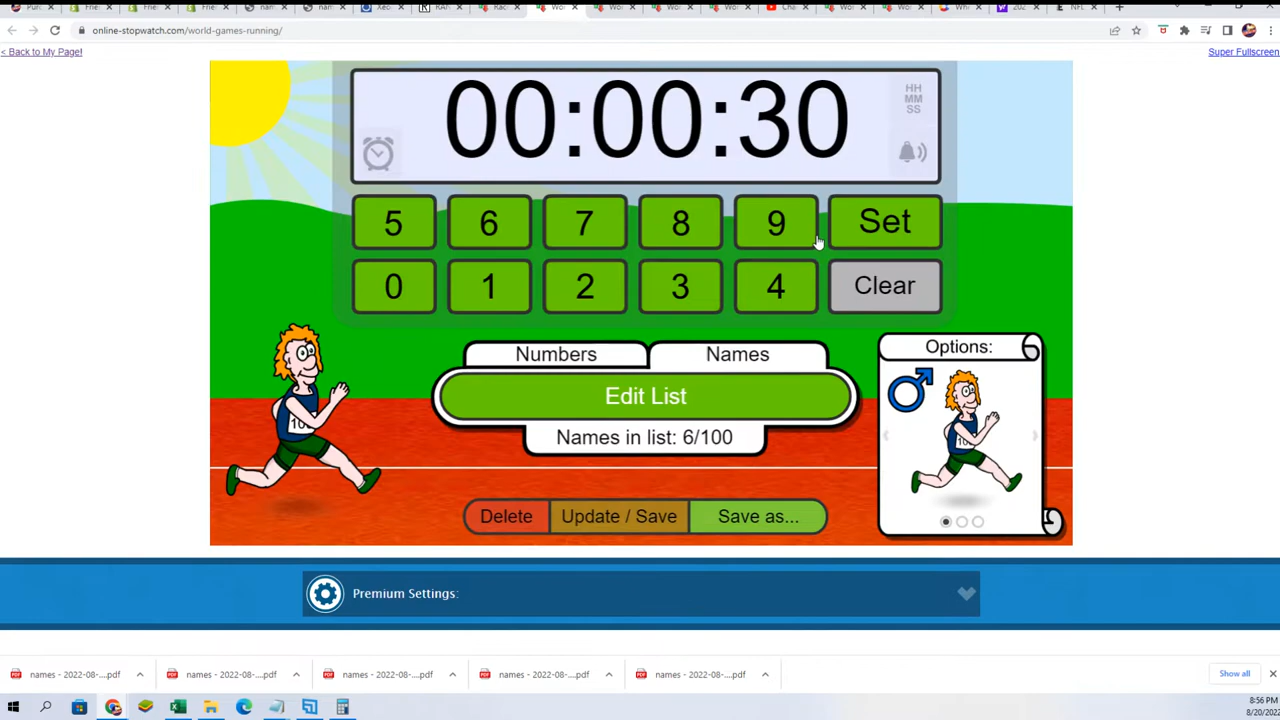 online-stopwatch.com/world-games-running/
< Back to My Page!
Super Fullscreen
00:00:30
HH
MM
SS
5 6 7 8 9 Set
0 1 2 3 4 Clear
Numbers Names
Options:
Edit List
Names in list: 6/100
Delete Update / Save Save as...
Premium Settings:
names - 2022-08-....pdf names - 2022-08-....pdf names - 2022-08-....pdf names - 2022-08-....pdf names - 2022-08-....pdf Show all
8:56 PM
8/20/2022